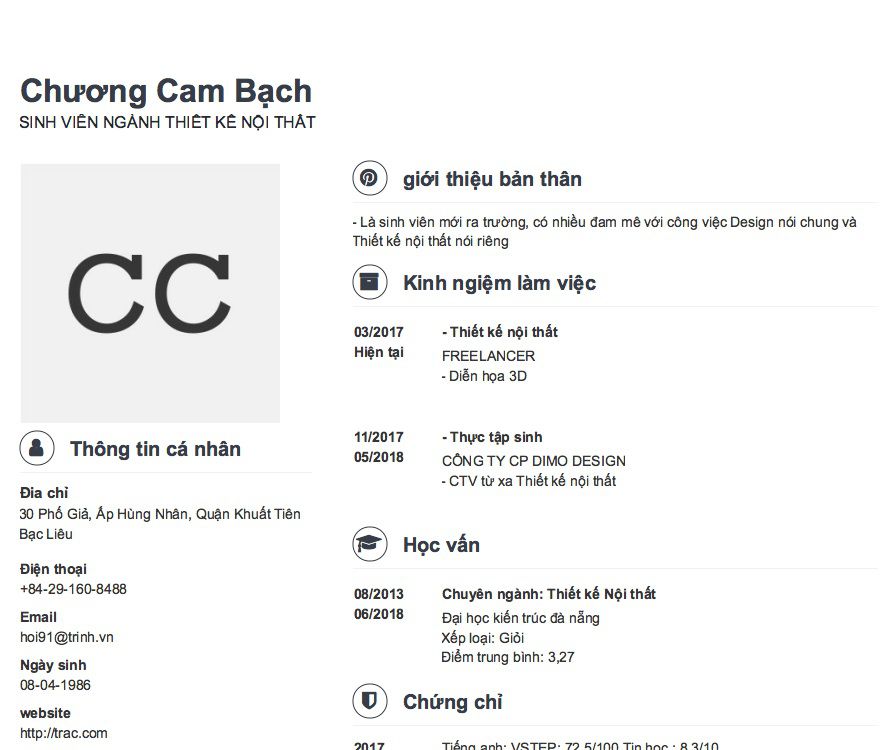 Chương Cam Bạch
SINH VIÊN NGÀNH THIẾT KẾ NỘI THẤT
CC
Thông tin cá nhân
Đia chỉ
30 Phố Giả, Ấp Hùng Nhân, Quận Khuất Tiên
Bạc Liêu
Điện thoại
+84-29-160-8488
Email
hoi91@trinh.vn
Ngày sinh
08-04-1986
website
http://trac.com
giới thiệu bản thân
- Là sinh viên mới ra trường, có nhiều đam mê với công việc Design nói chung và
Thiết kế nội thất nói riêng
Kinh ngiệm làm việc
03/2017 - Thiết kế nội thất
Hiện tại FREELANCER
- Diễn họa 3D
11/2017 - Thực tập sinh
05/2018 CÔNG TY CP DIMO DESIGN
- CTV từ xa Thiết kế nội thất
Học vấn
08/2013 Chuyên ngành: Thiết kế Nội thất
06/2018 Đại học kiến trúc đà nẵng
Xếp loại: Giỏi
Điểm trung bình: 3,27
Chứng chỉ
2017 Tiếng anh: VSTEP: 72.5/100 Tin học : 8.3/10